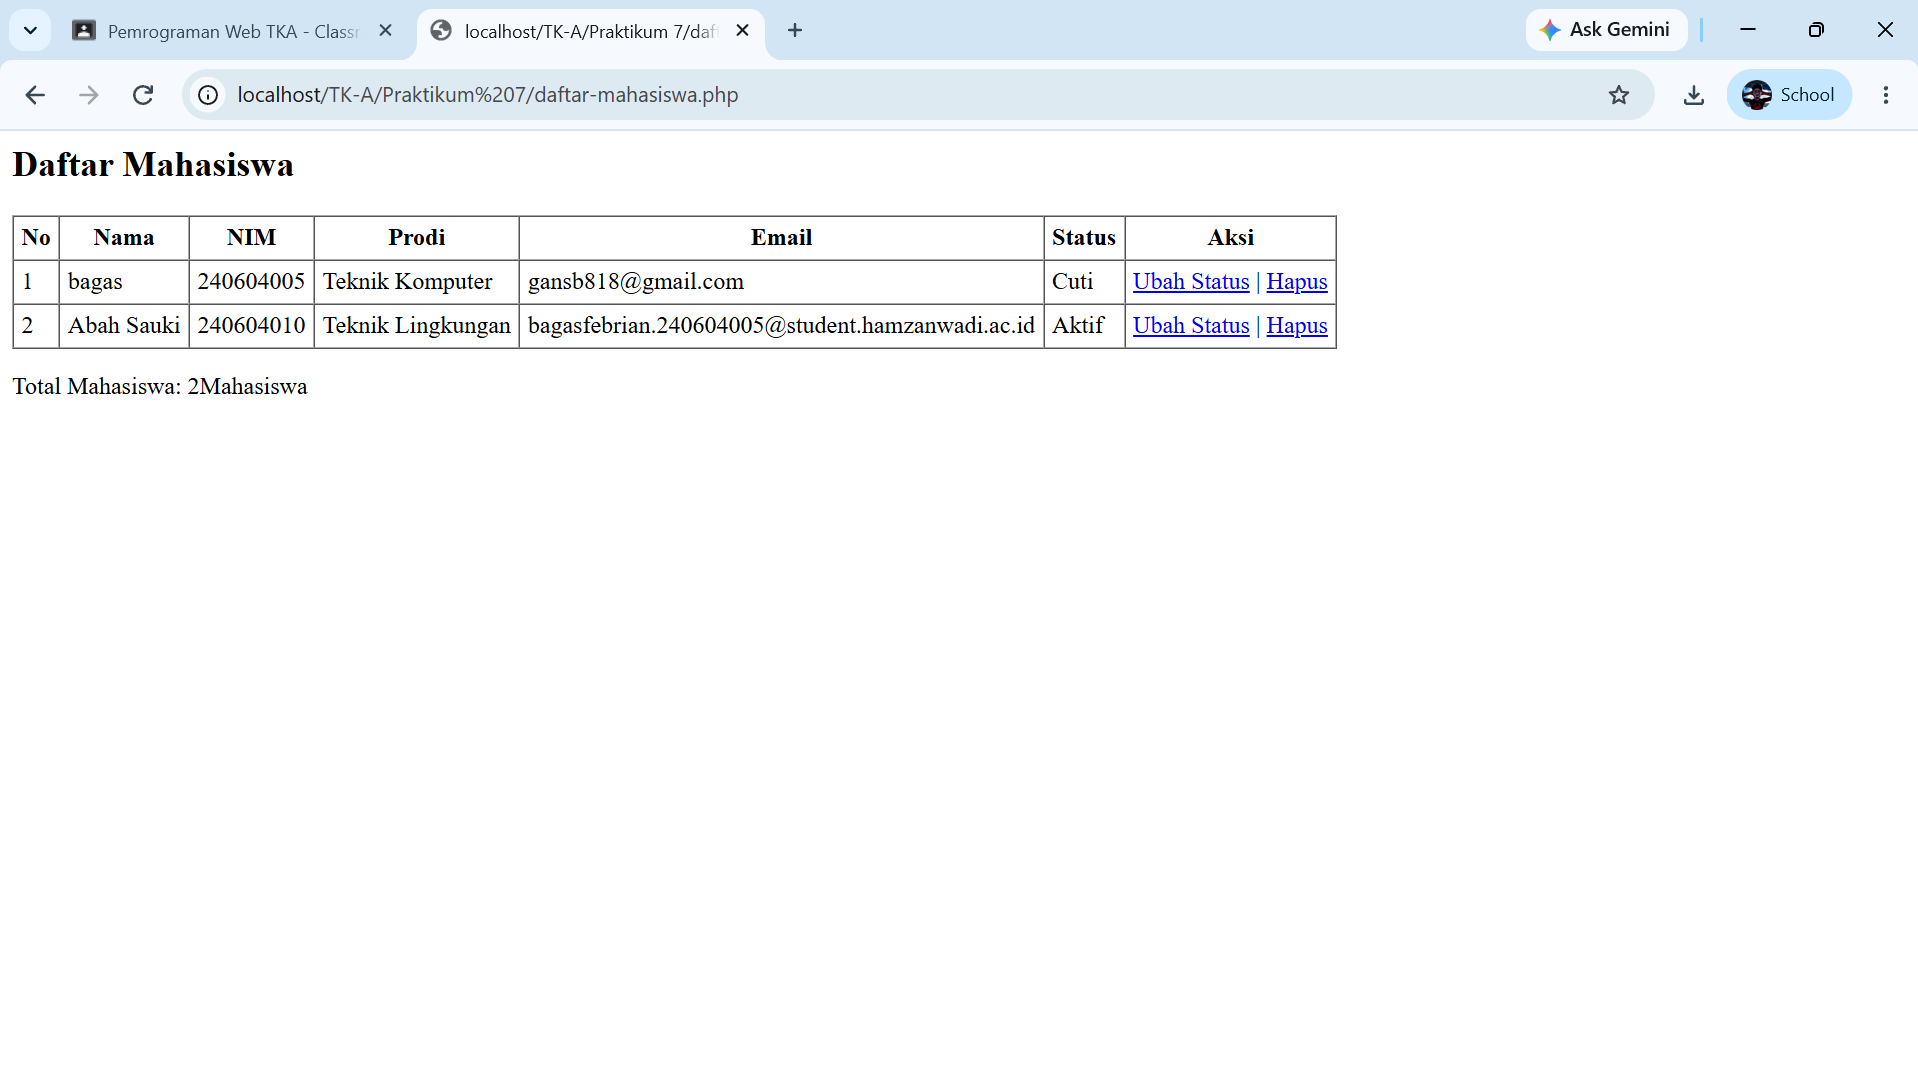 Pemrograman Web TKA - Classr
localhost/TK-A/Praktikum 7/daf
Ask Gemini
localhost/TK-A/Praktikum%207/daftar-mahasiswa.php
School
Daftar Mahasiswa
No Nama NIM Prodi Email Status Aksi
1 bagas 240604005 Teknik Komputer gansb818@gmail.com Cuti Ubah Status | Hapus
2 Abah Sauki 240604010 Teknik Lingkungan bagasfebrian.240604005@student.hamzanwadi.ac.id Aktif Ubah Status | Hapus
Total Mahasiswa: 2Mahasiswa